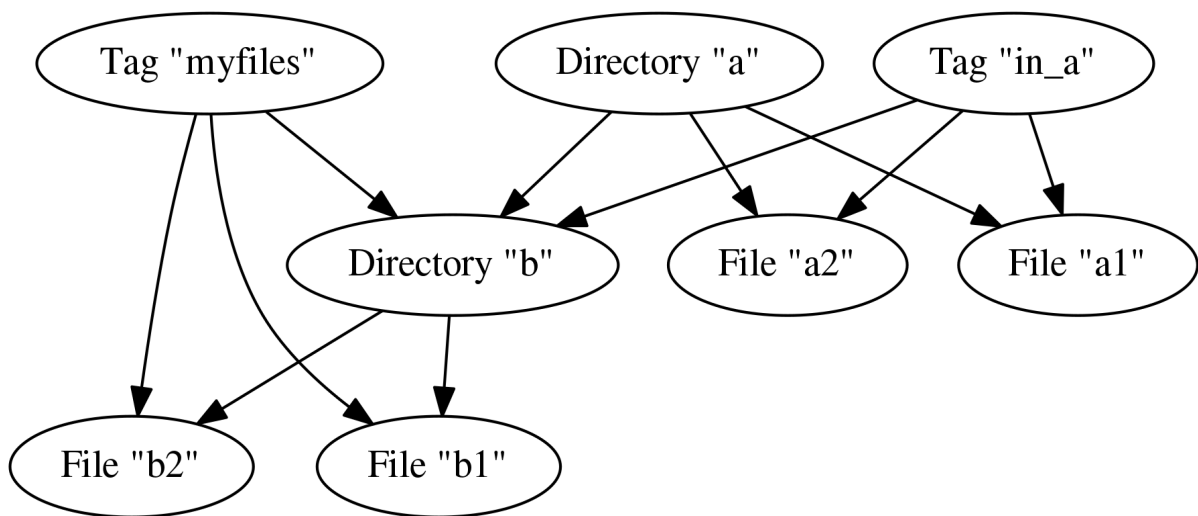 Tag "myfiles"
Directory "a"
Tag "in_a"
Directory "b"
File "a2"
File "a1"
File "b2"
File "b1"